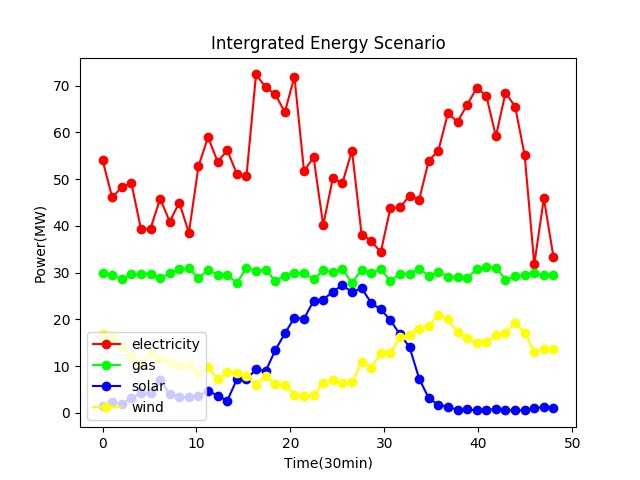 Intergrated Energy Scenario
Power(MW)
70
60
50
40
30
20
10
0
electricity
gas
solar
wind
0 10 20 30 40 50
Time(30min)